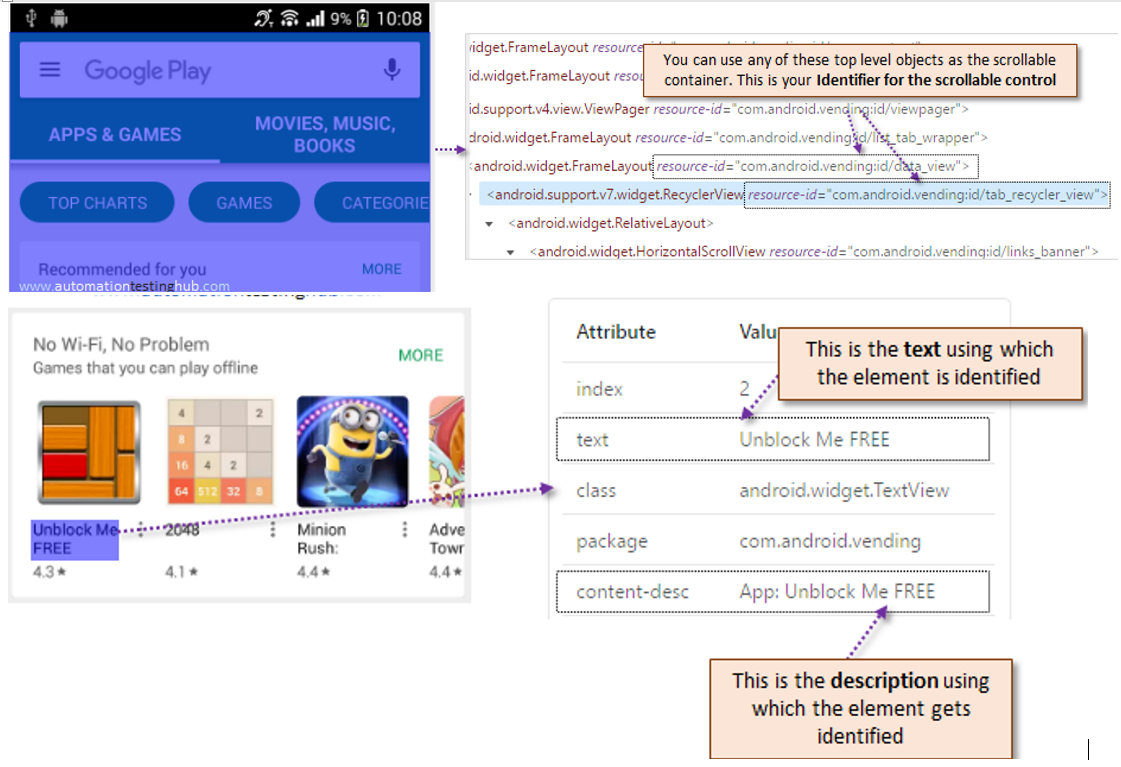 9% 10:08
Google Play
APPS & GAMES
MOVIES, MUSIC,
BOOKS
TOP CHARTS
GAMES
CATEGORIE
Recommended for you
MORE
www.automationtestinghub.com
You can use any of these top level objects as the scrollable
container. This is your Identifier for the scrollable control
vidget.FrameLayout resource-id=
id.widget.FrameLayout resou
id.support.v4.view.ViewPager resource-id="com.android.vending:id/viewpager">
droid.widget.FrameLayout resource-id="com.android.vending:id/list_tab_wrapper">
<android.widget.FrameLayout resource-id="com.android.vending:id/data_view">
<android.support.v7.widget.RecyclerView resource-id="com.android.vending:id/tab_recycler_view">
<android.widget.RelativeLayout>
<android.widget.HorizontalScrollView resource-id="com.android.vending:id/links_banner">
No Wi-Fi, No Problem
Games that you can play offline
MORE
4 2
8 2
16 4 2
64 512 32 8
Unblock Me
FREE
4.3★
2048
4.1★
Minion
Rush:
4.4★
Adve
Town
4.4★
Attribute Valu
index 2
text Unblock Me FREE
class android.widget.TextView
package com.android.vending
content-desc App: Unblock Me FREE
This is the text using which
the element is identified
This is the description using
which the element gets
identified